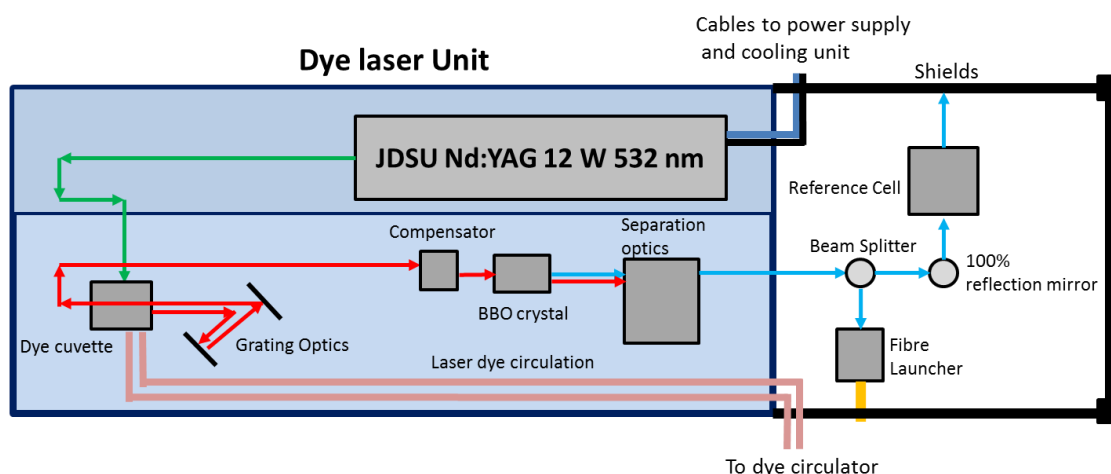 Cables to power supply
and cooling unit
Dye laser Unit
Shields
JDSU Nd:YAG 12 W 532 nm
Reference Cell
Compensator
Separation
optics
Beam Splitter
100%
reflection mirror
BBO crystal
Dye cuvette
Grating Optics
Laser dye circulation
Fibre
Launcher
To dye circulator